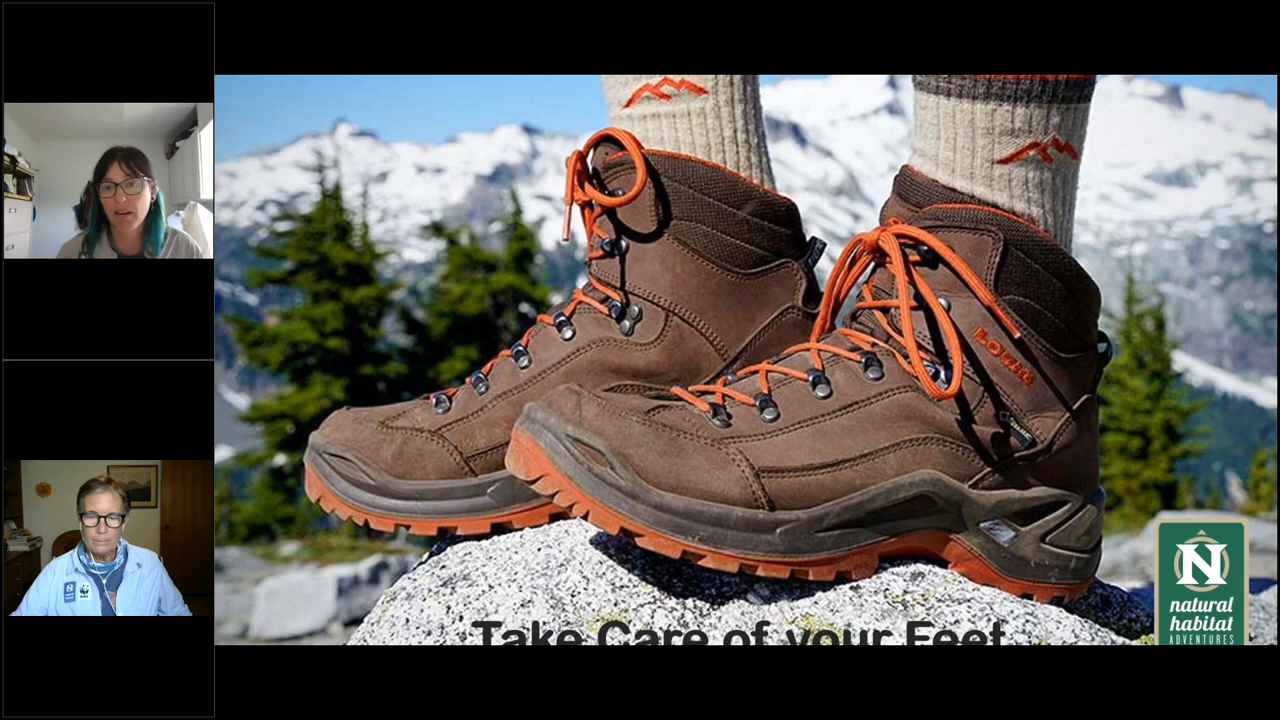 LOWA
Take Care of your Feet
N
natural
habitat
ADVENTURES